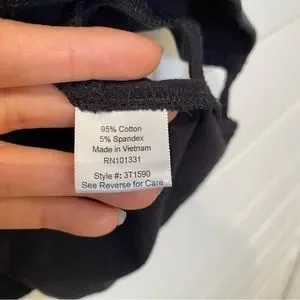 95% Cotton
5% Spandex
Made in Vietnam
RN101331
Style #: 3T1590
See Reverse for Care